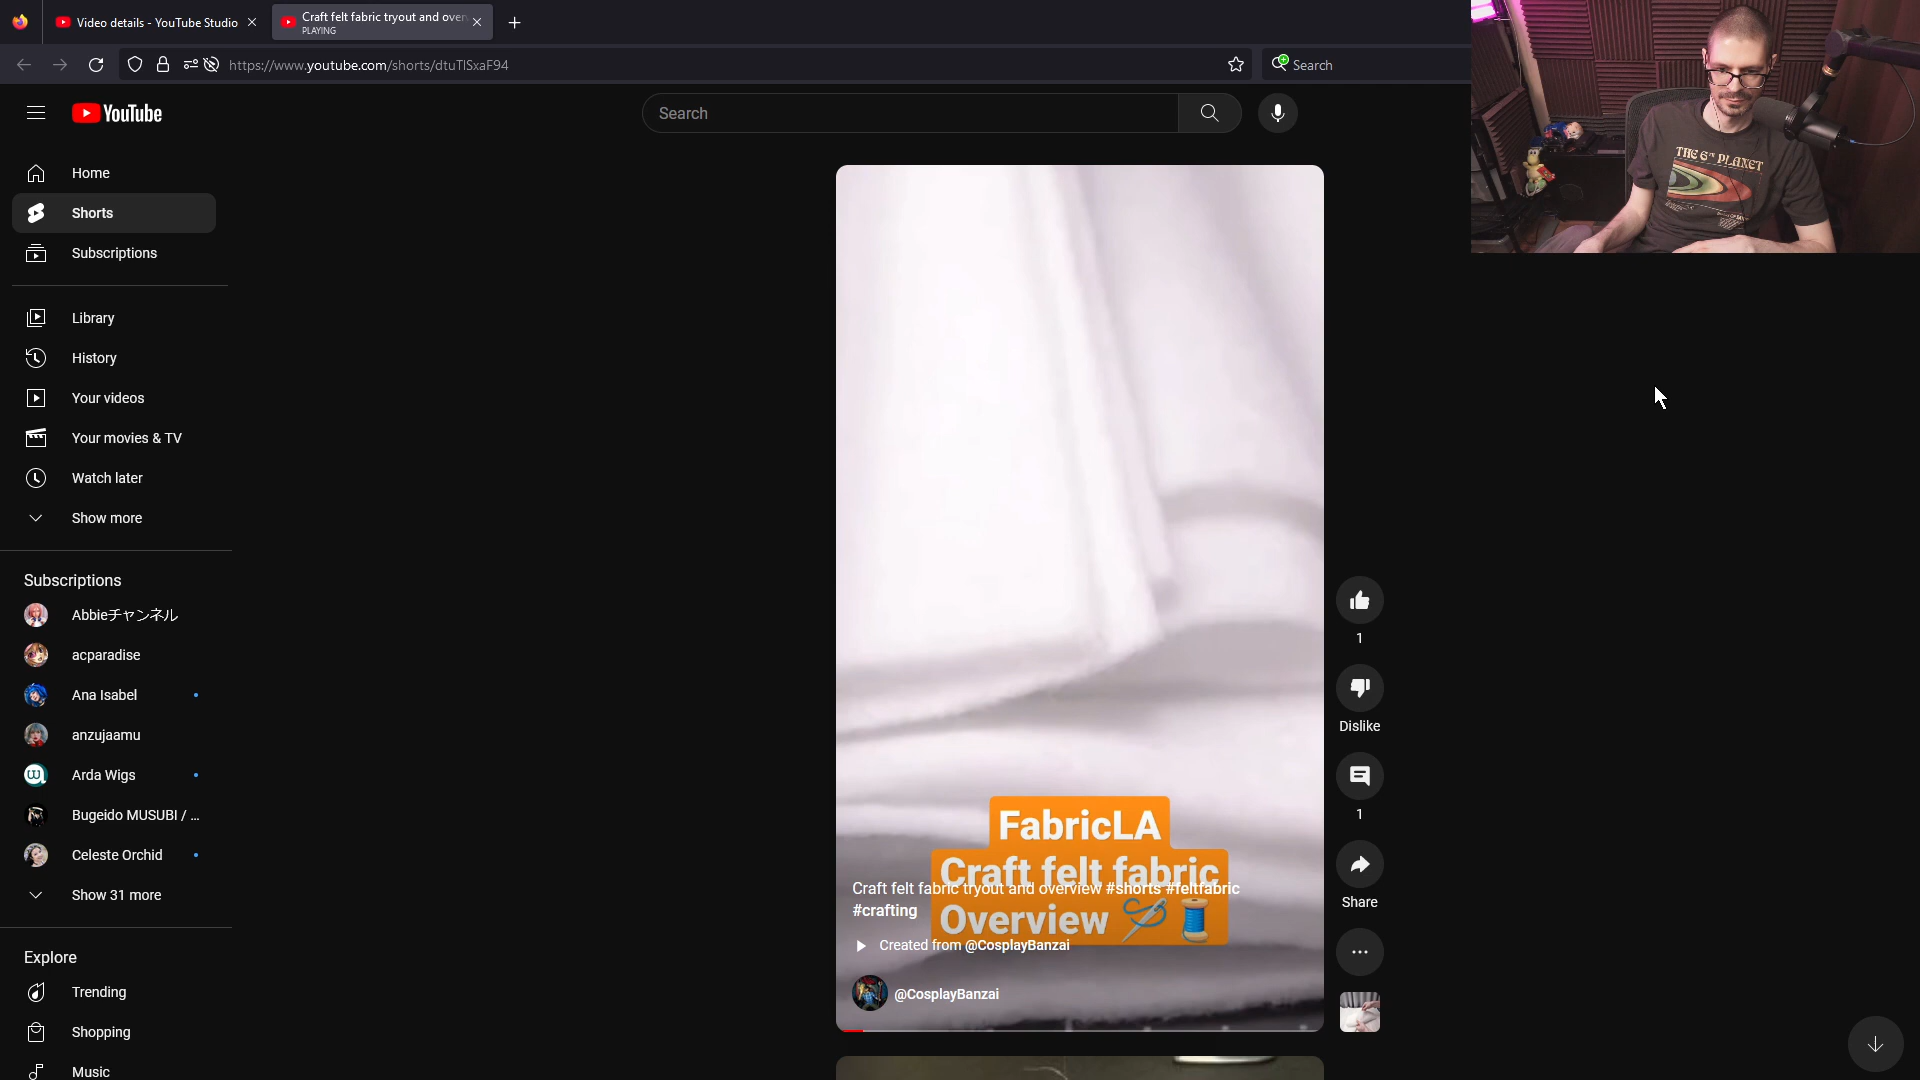 Video details - YouTube Studio
Craft felt fabric tryout and over
PLAYING
https://www.youtube.com/shorts/dtuTlSxaF94
Search
YouTube
Search
THE 6TH PLANET
Home
Shorts
Subscriptions
Library
History
Your videos
Your movies & TV
Watch later
Show more
Subscriptions
Abbieチャンネル
acparadise
Ana Isabel
anzujaamu
Arda Wigs
Bugeido MUSUBI / ...
Celeste Orchid
Show 31 more
Explore
Trending
Shopping
Music
FabricLA
Craft felt fabric
Overview
Craft felt fabric tryout and overview #shorts #feltfabric
#crafting
Created from @CosplayBanzai
@CosplayBanzai
1
Dislike
1
Share